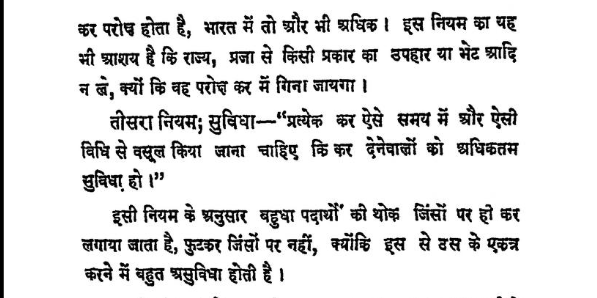 कर परोक्ष होता है, भारत में तो और भी अधिक। इस नियम का यह
भी आशय है कि राज्य, प्रजा से किसी प्रकार का उपहार या भेंट आदि
न ले, क्यों कि वह परोक्ष कर में गिना जायगा।
तीसरा नियम; सुविधा—“प्रत्येक कर ऐसे समय में और ऐसी
विधि से वसूल किया जाना चाहिए कि कर देनेवालों को अधिकतम
सुविधा हो।”
इसी नियम के अनुसार बहुधा पदार्थों की थोक जिंसों पर ही कर
लगाया जाता है, फुटकर जिंसों पर नहीं, क्योंकि इस से उस के एकत्र
करने में बहुत असुविधा होती है।